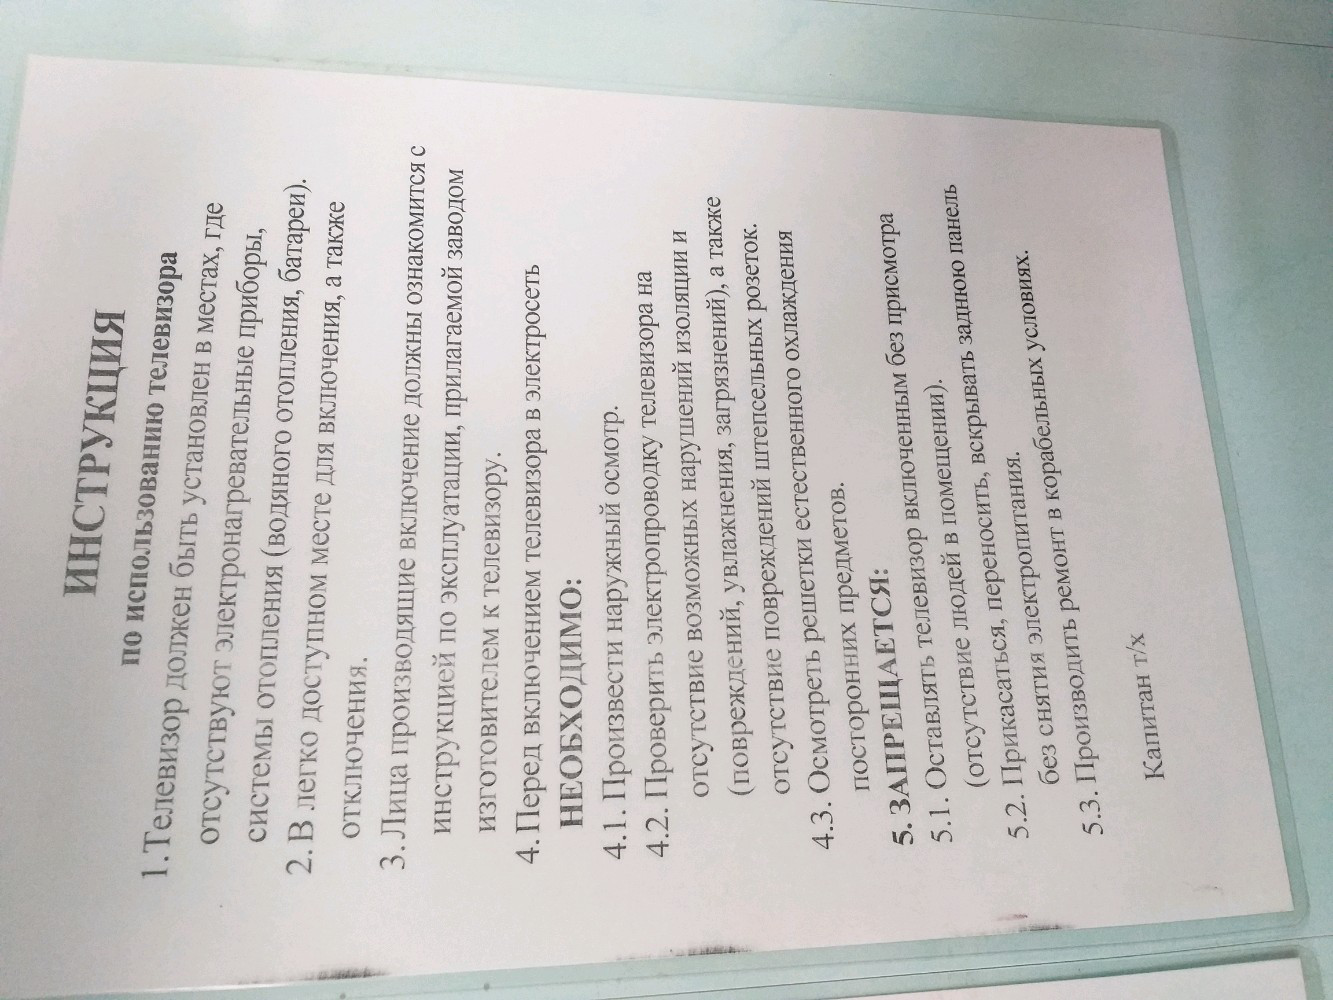 ИНСТРУКЦИЯ
по использованию телевизора
1. Телевизор должен быть установлен в местах, где
отсутствуют электронагревательные приборы,
системы отопления (водяного отопления, батареи).
2. В легко доступном месте для включения, а также
отключения.
3. Лица производящие включение должны ознакомится с
инструкцией по эксплуатации, прилагаемой заводом
изготовителем к телевизору.
4. Перед включением телевизора в электросеть
НЕОБХОДИМО:
4.1. Произвести наружный осмотр.
4.2. Проверить электропроводку телевизора на
отсутствие возможных нарушений изоляции и
(повреждений, увлажнения, загрязнений), а также
отсутствие повреждений штепсельных розеток.
4.3. Осмотреть решетки естественного охлаждения
посторонних предметов.
5. ЗАПРЕЩАЕТСЯ:
5.1. Оставлять телевизор включенным без присмотра
(отсутствие людей в помещении).
5.2. Прикасаться, переносить, вскрывать заднюю панель
без снятия электропитания.
5.3. Производить ремонт в корабельных условиях.
Капитан т/х